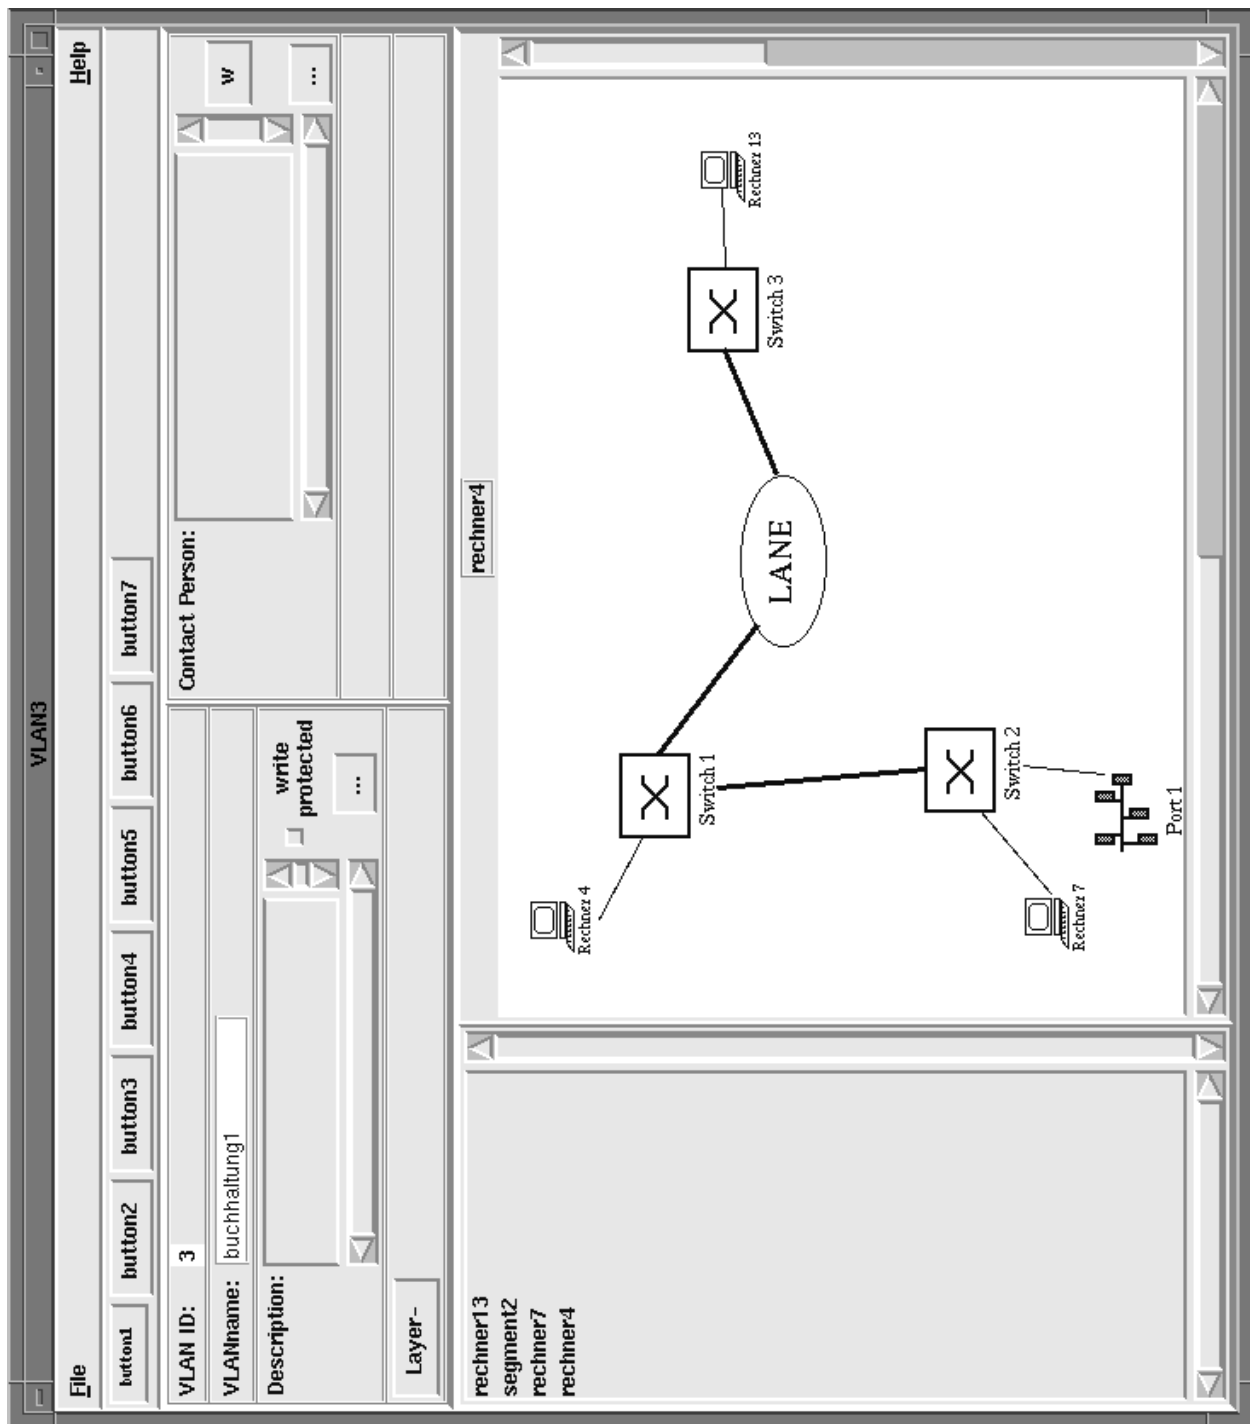 VLAN3
File Help
button1 button2 button3 button4 button5 button6 button7
VLAN ID: 3
VLANname: buchhaltung1
Description:
write
protected
...
Layer-
Contact Person:
w
...
rechner13
segment2
rechner7
rechner4
rechner4
Rechner 4
Switch 1
LANE
Switch 3
Rechner 13
Switch 2
Rechner 7
Port 1